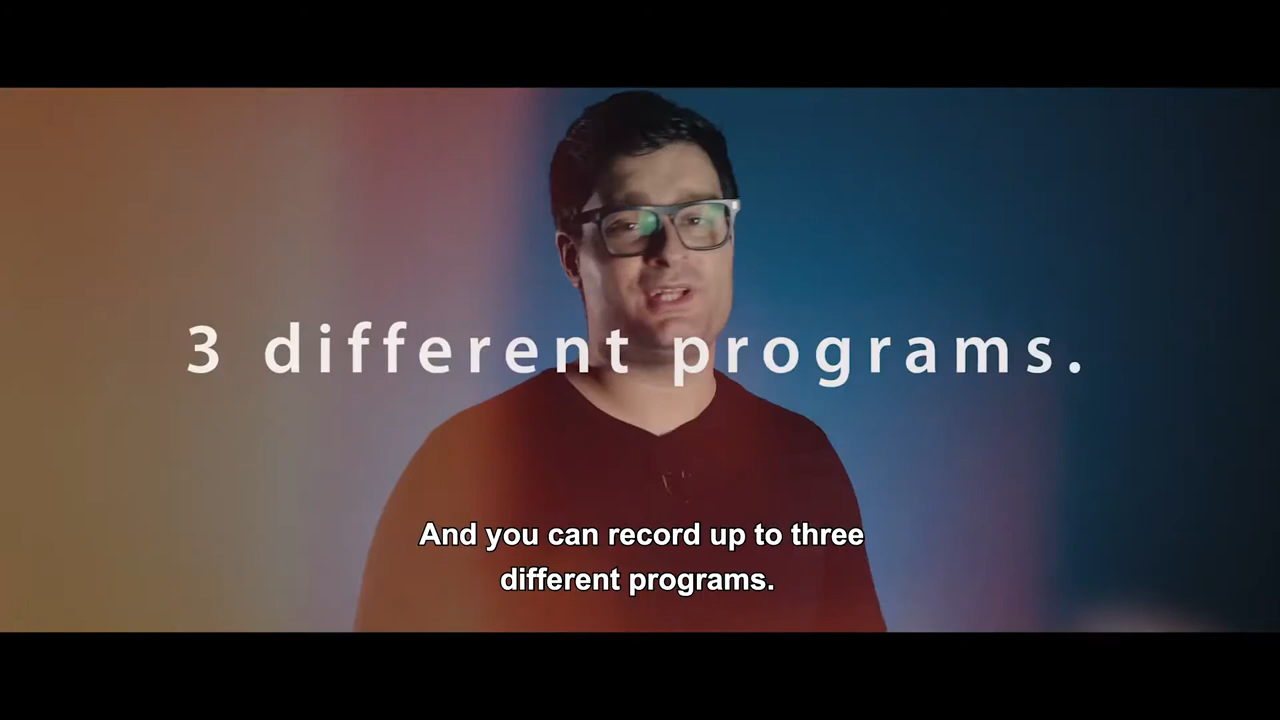 3 different programs.
And you can record up to three
different programs.